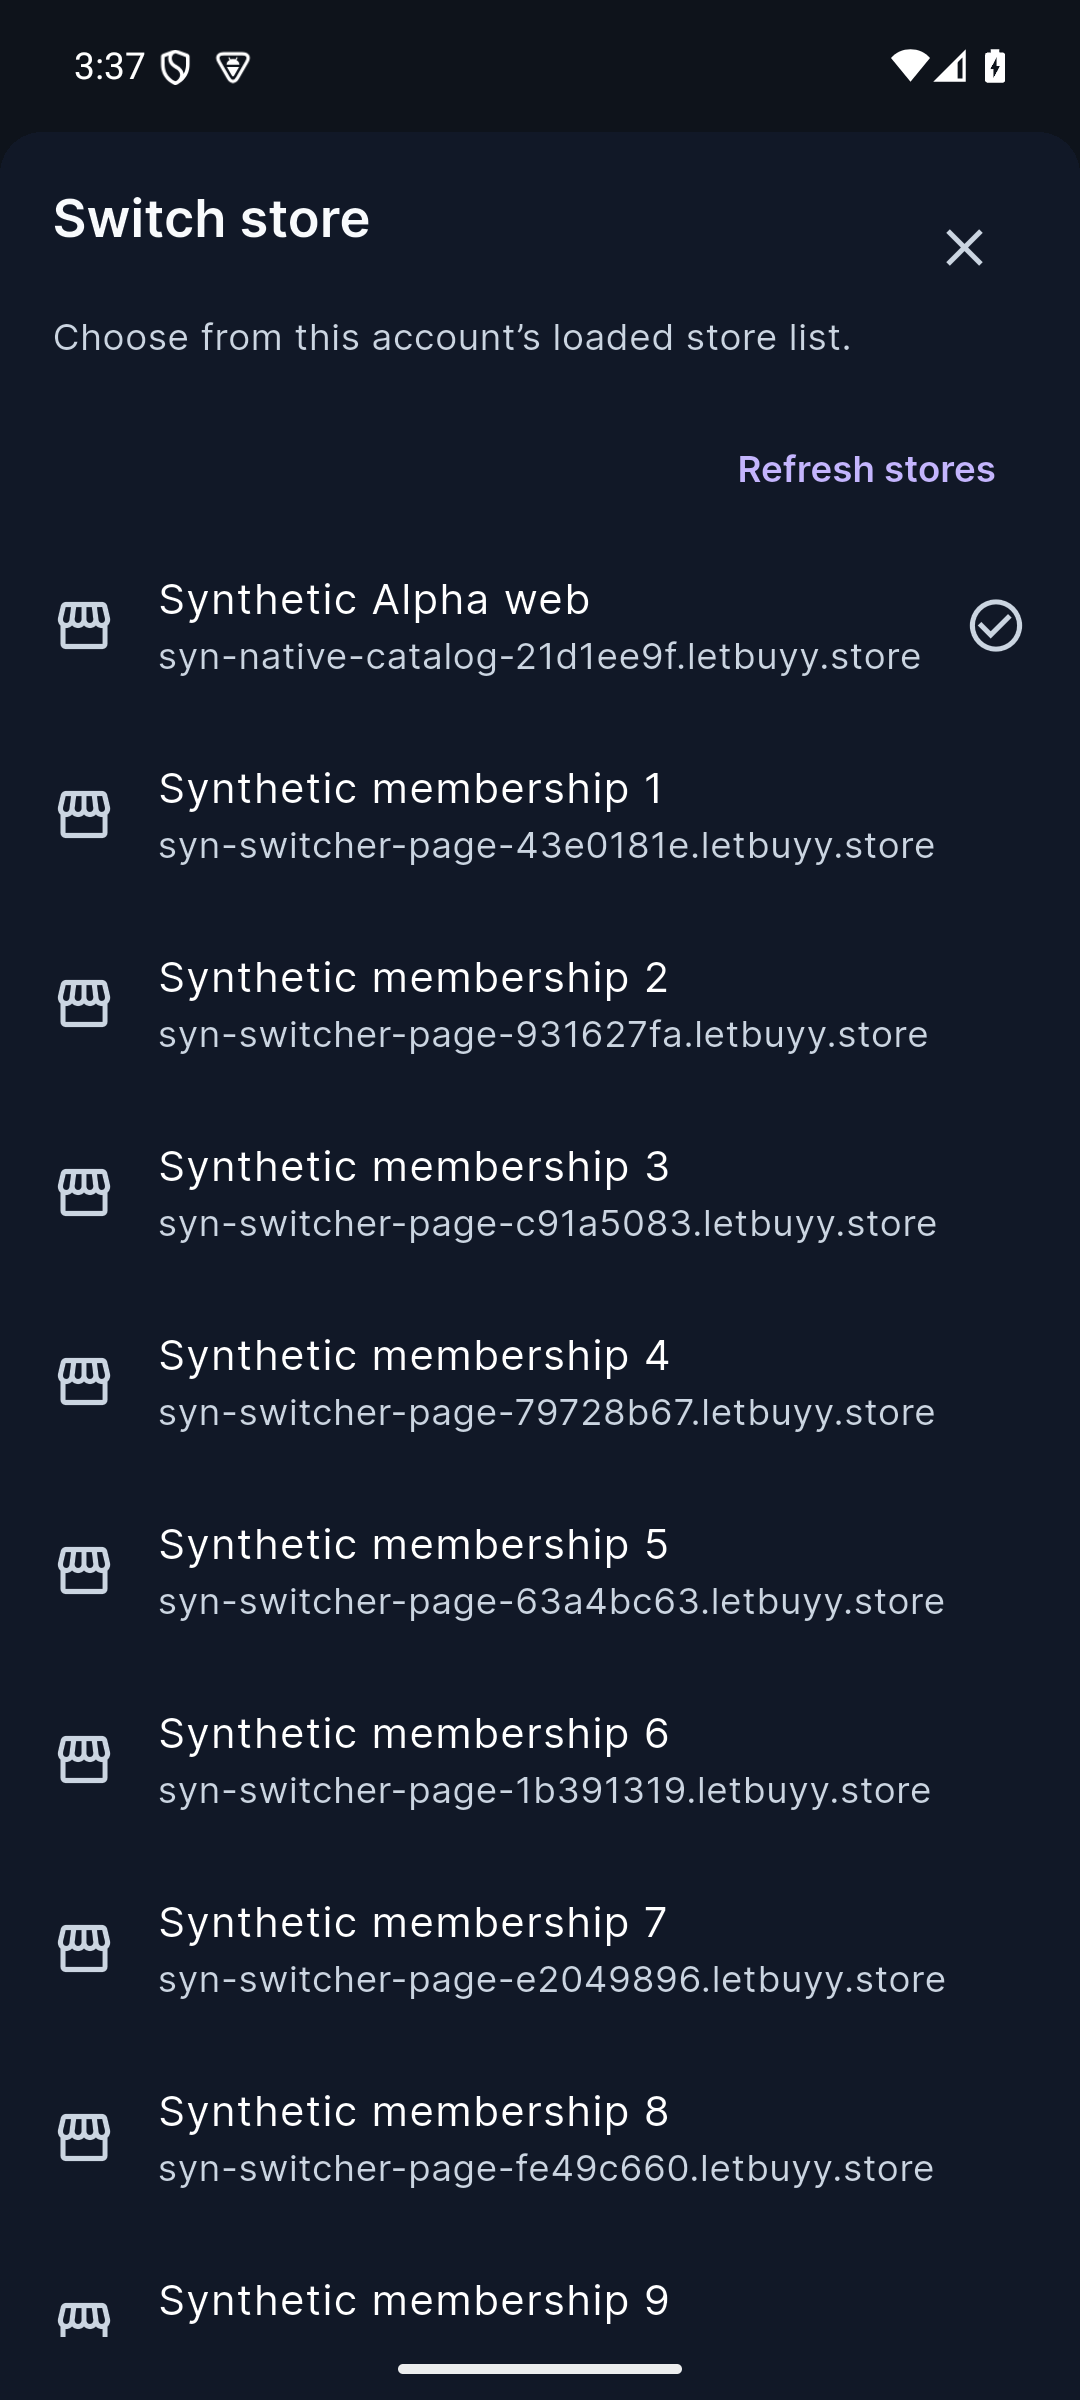 3:37
Switch store
Choose from this account’s loaded store list.
Refresh stores
Synthetic Alpha web
syn-native-catalog-21d1ee9f.letbuyy.store
Synthetic membership 1
syn-switcher-page-43e0181e.letbuyy.store
Synthetic membership 2
syn-switcher-page-931627fa.letbuyy.store
Synthetic membership 3
syn-switcher-page-c91a5083.letbuyy.store
Synthetic membership 4
syn-switcher-page-79728b67.letbuyy.store
Synthetic membership 5
syn-switcher-page-63a4bc63.letbuyy.store
Synthetic membership 6
syn-switcher-page-1b391319.letbuyy.store
Synthetic membership 7
syn-switcher-page-e2049896.letbuyy.store
Synthetic membership 8
syn-switcher-page-fe49c660.letbuyy.store
Synthetic membership 9